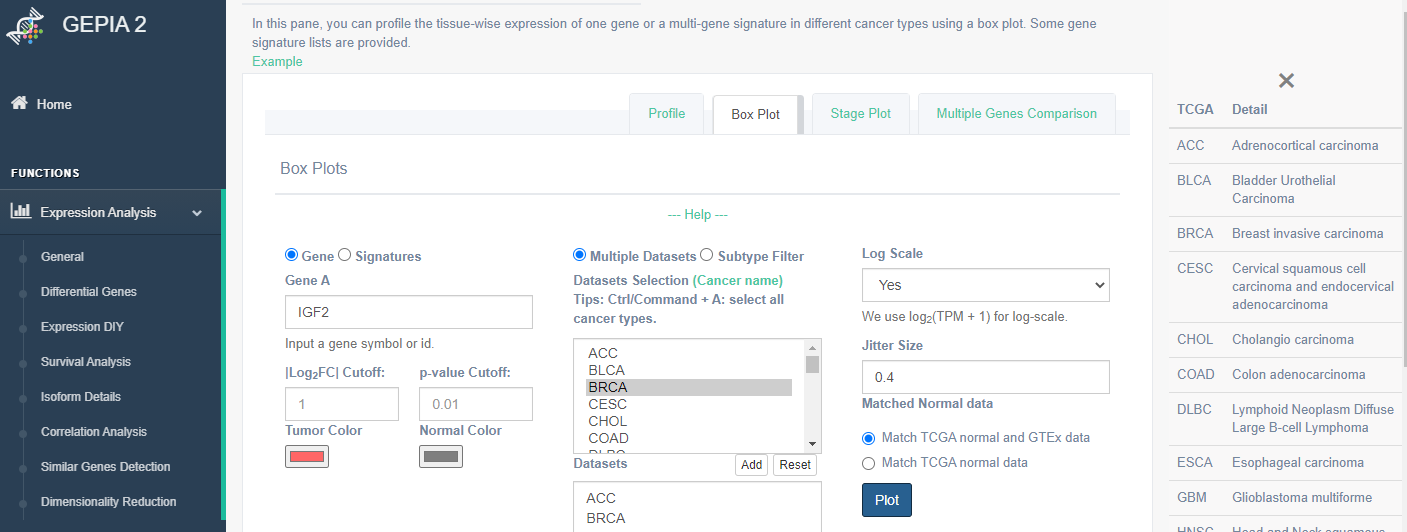 GEPIA 2
Home
FUNCTIONS
Expression Analysis
General
Differential Genes
Expression DIY
Survival Analysis
Isoform Details
Correlation Analysis
Similar Genes Detection
Dimensionality Reduction
In this pane, you can profile the tissue-wise expression of one gene or a multi-gene signature in different cancer types using a box plot. Some gene
signature lists are provided.
Example
Profile
Box Plot
Stage Plot
Multiple Genes Comparison
Box Plots
--- Help ---
Gene Signatures
Gene A
IGF2
Input a gene symbol or id.
|Log₂FC| Cutoff:
p-value Cutoff:
1
0.01
Tumor Color
Normal Color
Multiple Datasets Subtype Filter
Datasets Selection (Cancer name)
Tips: Ctrl/Command + A: select all
cancer types.
ACC
BLCA
BRCA
CESC
CHOL
COAD
DLBC
Datasets
Add
Reset
ACC
BRCA
Log Scale
Yes
We use log₂(TPM + 1) for log-scale.
Jitter Size
0.4
Matched Normal data
Match TCGA normal and GTEx data
Match TCGA normal data
Plot
TCGA Detail
ACC Adrenocortical carcinoma
BLCA Bladder Urothelial
Carcinoma
BRCA Breast invasive carcinoma
CESC Cervical squamous cell
carcinoma and endocervical
adenocarcinoma
CHOL Cholangio carcinoma
COAD Colon adenocarcinoma
DLBC Lymphoid Neoplasm Diffuse
Large B-cell Lymphoma
ESCA Esophageal carcinoma
GBM Glioblastoma multiforme
HNSC Head and Neck squamous